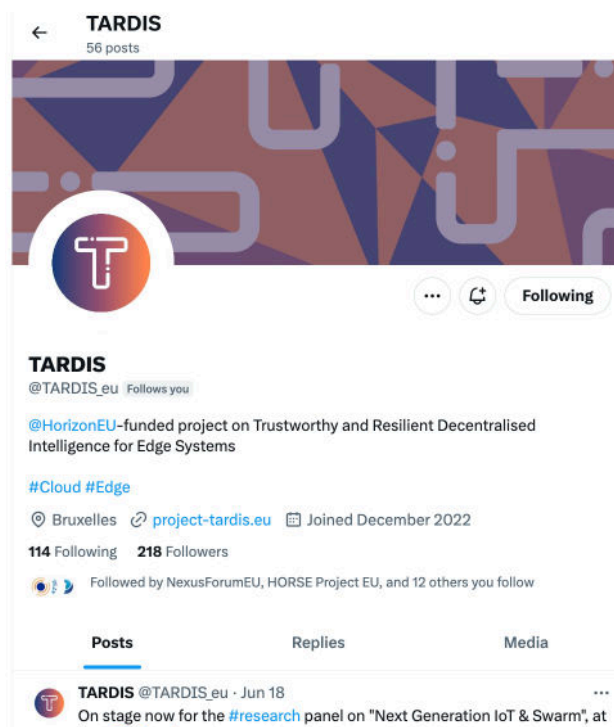 TARDIS
56 posts
T
Following
TARDIS
@TARDIS_eu Follows you
@HorizonEU-funded project on Trustworthy and Resilient Decentralised
Intelligence for Edge Systems
#Cloud #Edge
Bruxelles project-tardis.eu Joined December 2022
114 Following 218 Followers
Followed by NexusForumEU, HORSE Project EU, and 12 others you follow
Posts Replies Media
T TARDIS @TARDIS_eu · Jun 18
On stage now for the #research panel on "Next Generation IoT & Swarm", at